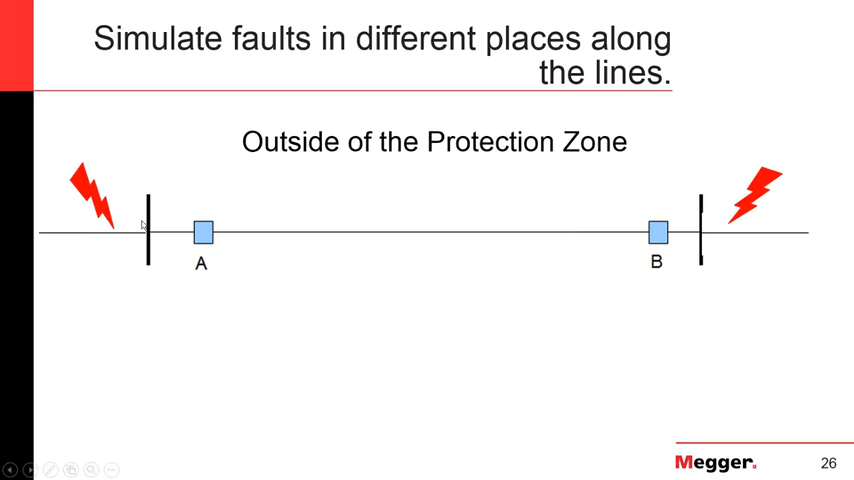 Simulate faults in different places along
the lines.
Outside of the Protection Zone
A
B
Megger.
26